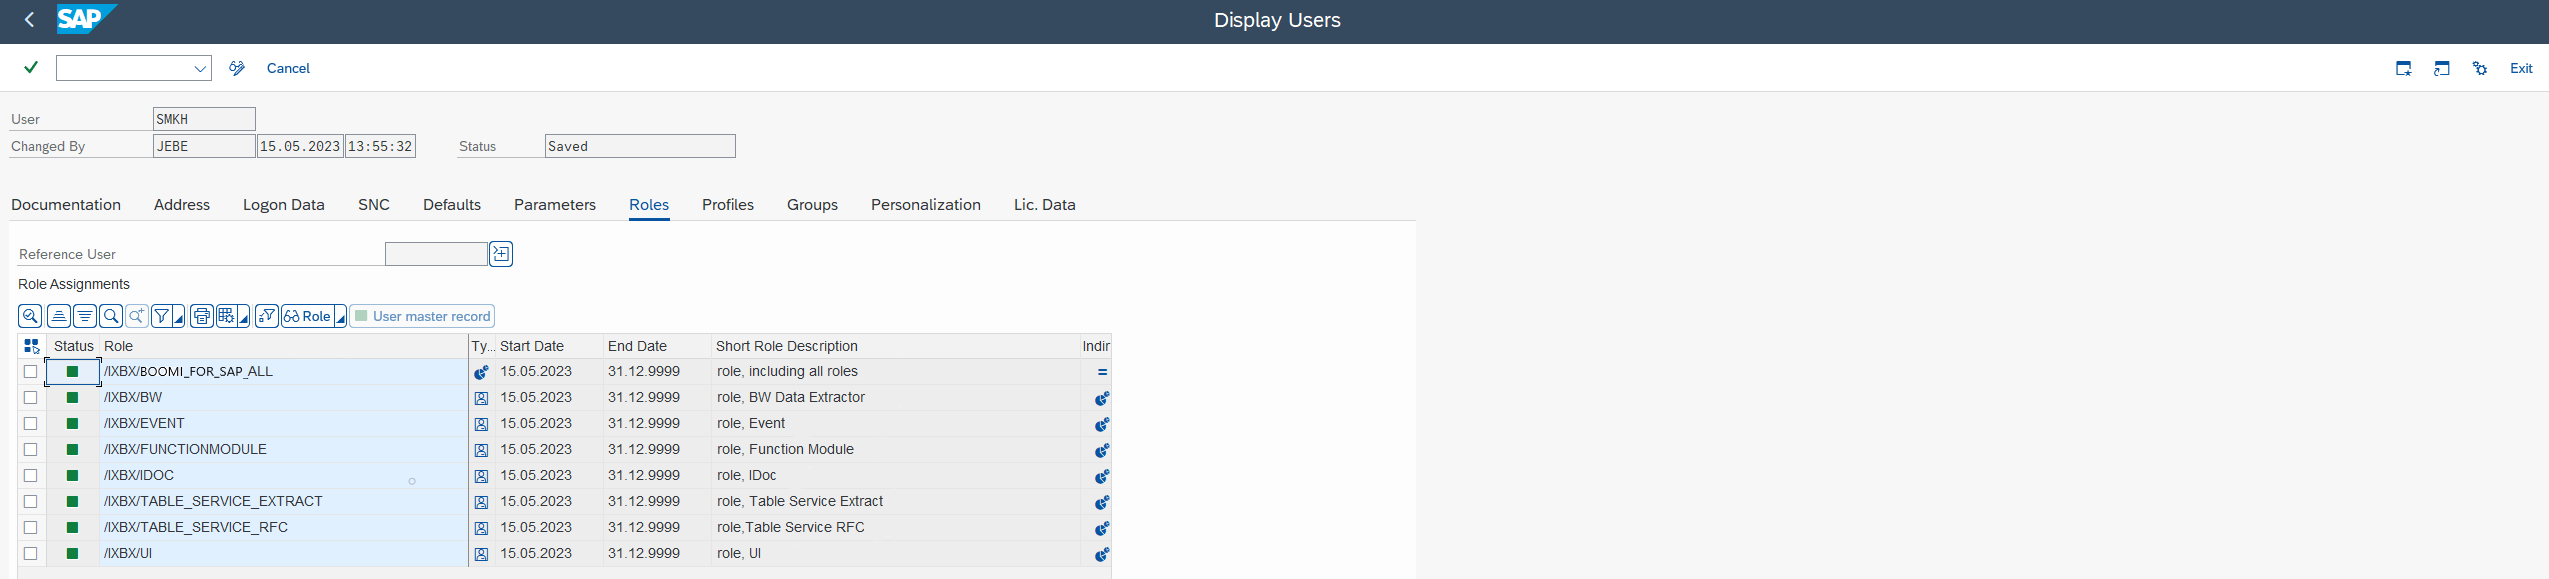 SAP Display Users
Cancel Exit
User SMKH
Changed By JEBE 15.05.2023 13:55:32 Status Saved
Documentation Address Logon Data SNC Defaults Parameters Roles Profiles Groups Personalization Lic. Data
Reference User
Role Assignments
Role User master record
Status Role Ty... Start Date End Date Short Role Description Indir
/IXBX/BOOMI_FOR_SAP_ALL 15.05.2023 31.12.9999 role, including all roles =
/IXBX/BW 15.05.2023 31.12.9999 role, BW Data Extractor
/IXBX/EVENT 15.05.2023 31.12.9999 role, Event
/IXBX/FUNCTIONMODULE 15.05.2023 31.12.9999 role, Function Module
/IXBX/IDOC 15.05.2023 31.12.9999 role, IDoc
/IXBX/TABLE_SERVICE_EXTRACT 15.05.2023 31.12.9999 role, Table Service Extract
/IXBX/TABLE_SERVICE_RFC 15.05.2023 31.12.9999 role,Table Service RFC
/IXBX/UI 15.05.2023 31.12.9999 role, UI